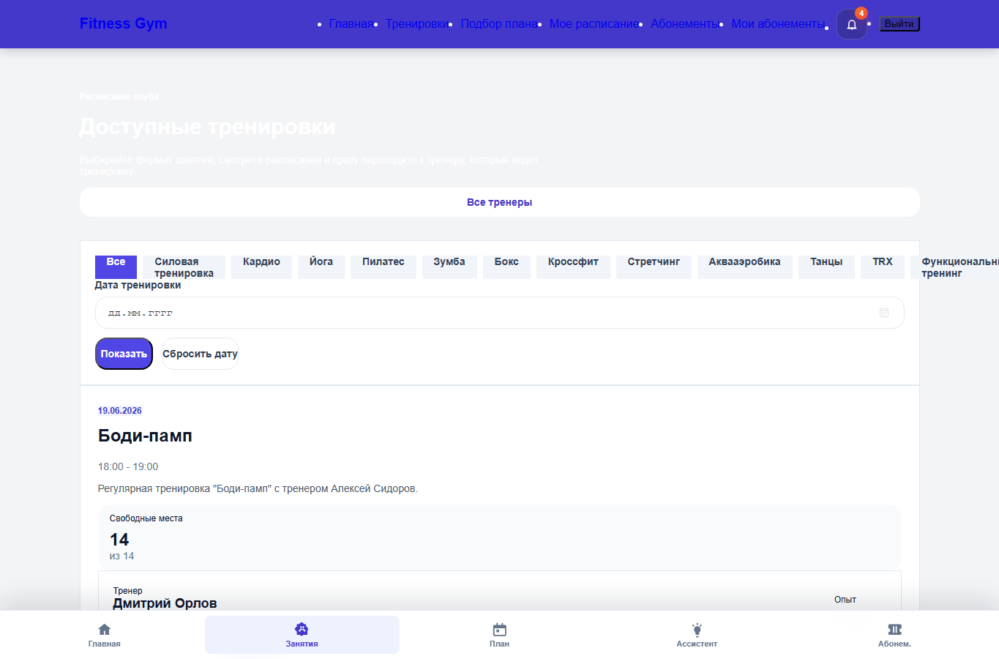 Fitness Gym
Главная
Тренировки
Подбор плана
Мое расписание
Абонементы
Мои абонементы
4
Выйти
Расписание клуба
Доступные тренировки
Выбирайте формат занятий, смотрите расписание и сразу переходите к тренеру, который ведет
тренировку.
Все тренеры
Все
Силовая
тренировка
Кардио
Йога
Пилатес
Зумба
Бокс
Кроссфит
Стретчинг
Аквааэробика
Танцы
TRX
Функциональн
тренинг
Дата тренировки
дд.мм.гггг
Показать
Сбросить дату
19.06.2026
Боди-памп
18:00 - 19:00
Регулярная тренировка "Боди-памп" с тренером Алексей Сидоров.
Свободные места
14
из 14
Тренер
Дмитрий Орлов
Опыт
Главная
Занятия
План
Ассистент
Абонем.